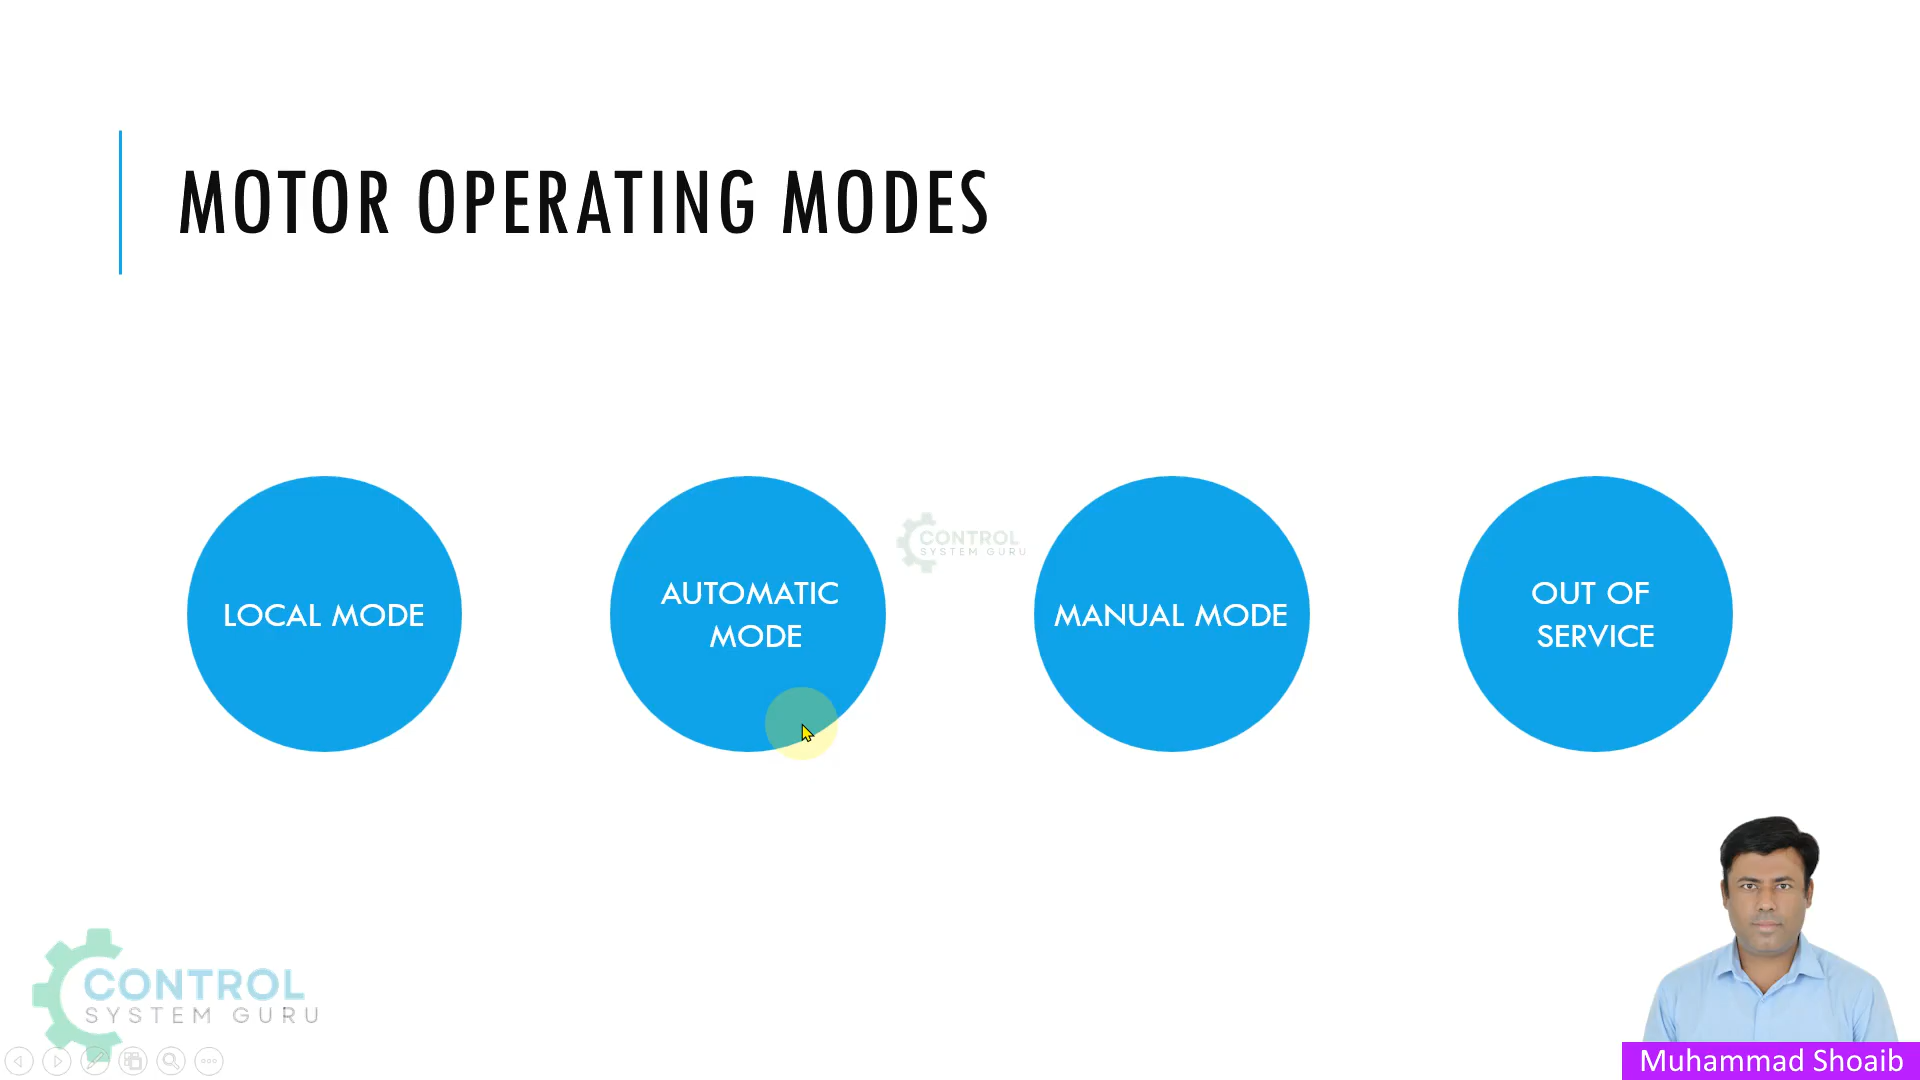 MOTOR OPERATING MODES
LOCAL MODE
AUTOMATIC
MODE
CONTROL
SYSTEM GURU
MANUAL MODE
OUT OF
SERVICE
CONTROL
SYSTEM GURU
Muhammad Shoaib